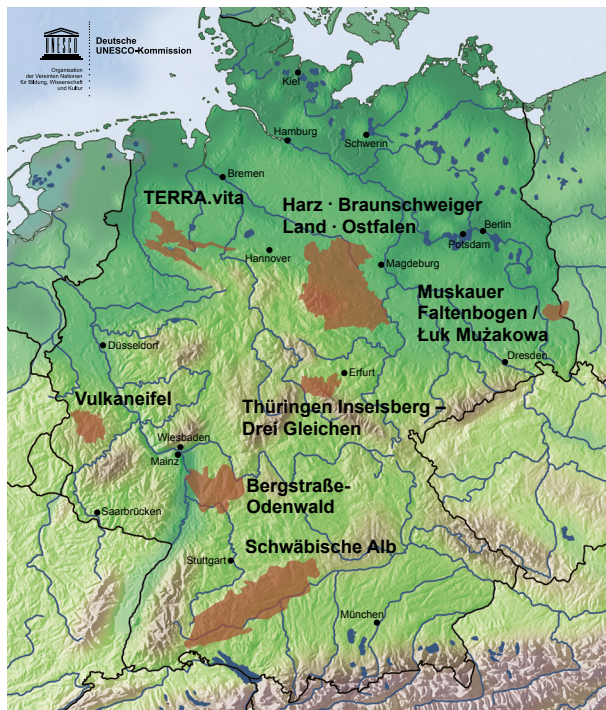 Deutsche
UNESCO-Kommission
Organisation
der Vereinten Nationen
für Bildung, Wissenschaft
und Kultur
Kiel
Hamburg
Schwerin
Bremen
TERRA.vita
Harz · Braunschweiger
Land · Ostfalen
Berlin
Potsdam
Hannover
Magdeburg
Muskauer
Faltenbogen /
Łuk Mużakowa
Düsseldorf
Dresden
Erfurt
Vulkaneifel
Thüringen Inselsberg –
Drei Gleichen
Wiesbaden
Mainz
Bergstraße-
Odenwald
Saarbrücken
Schwäbische Alb
Stuttgart
München